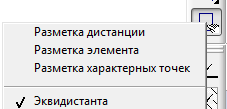 Разметка дистанции
Разметка элемента
Разметка характерных точек
Эквидистанта